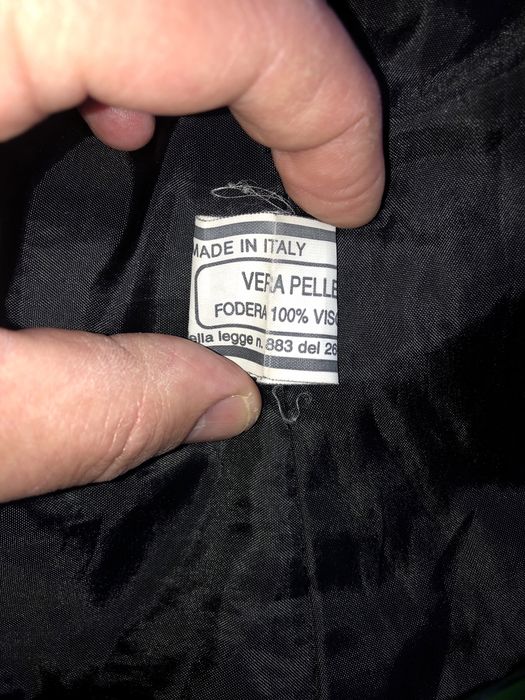 MADE IN ITALY
VERA PELLE
FODERA 100% VISC
ella legge n. 883 del 26